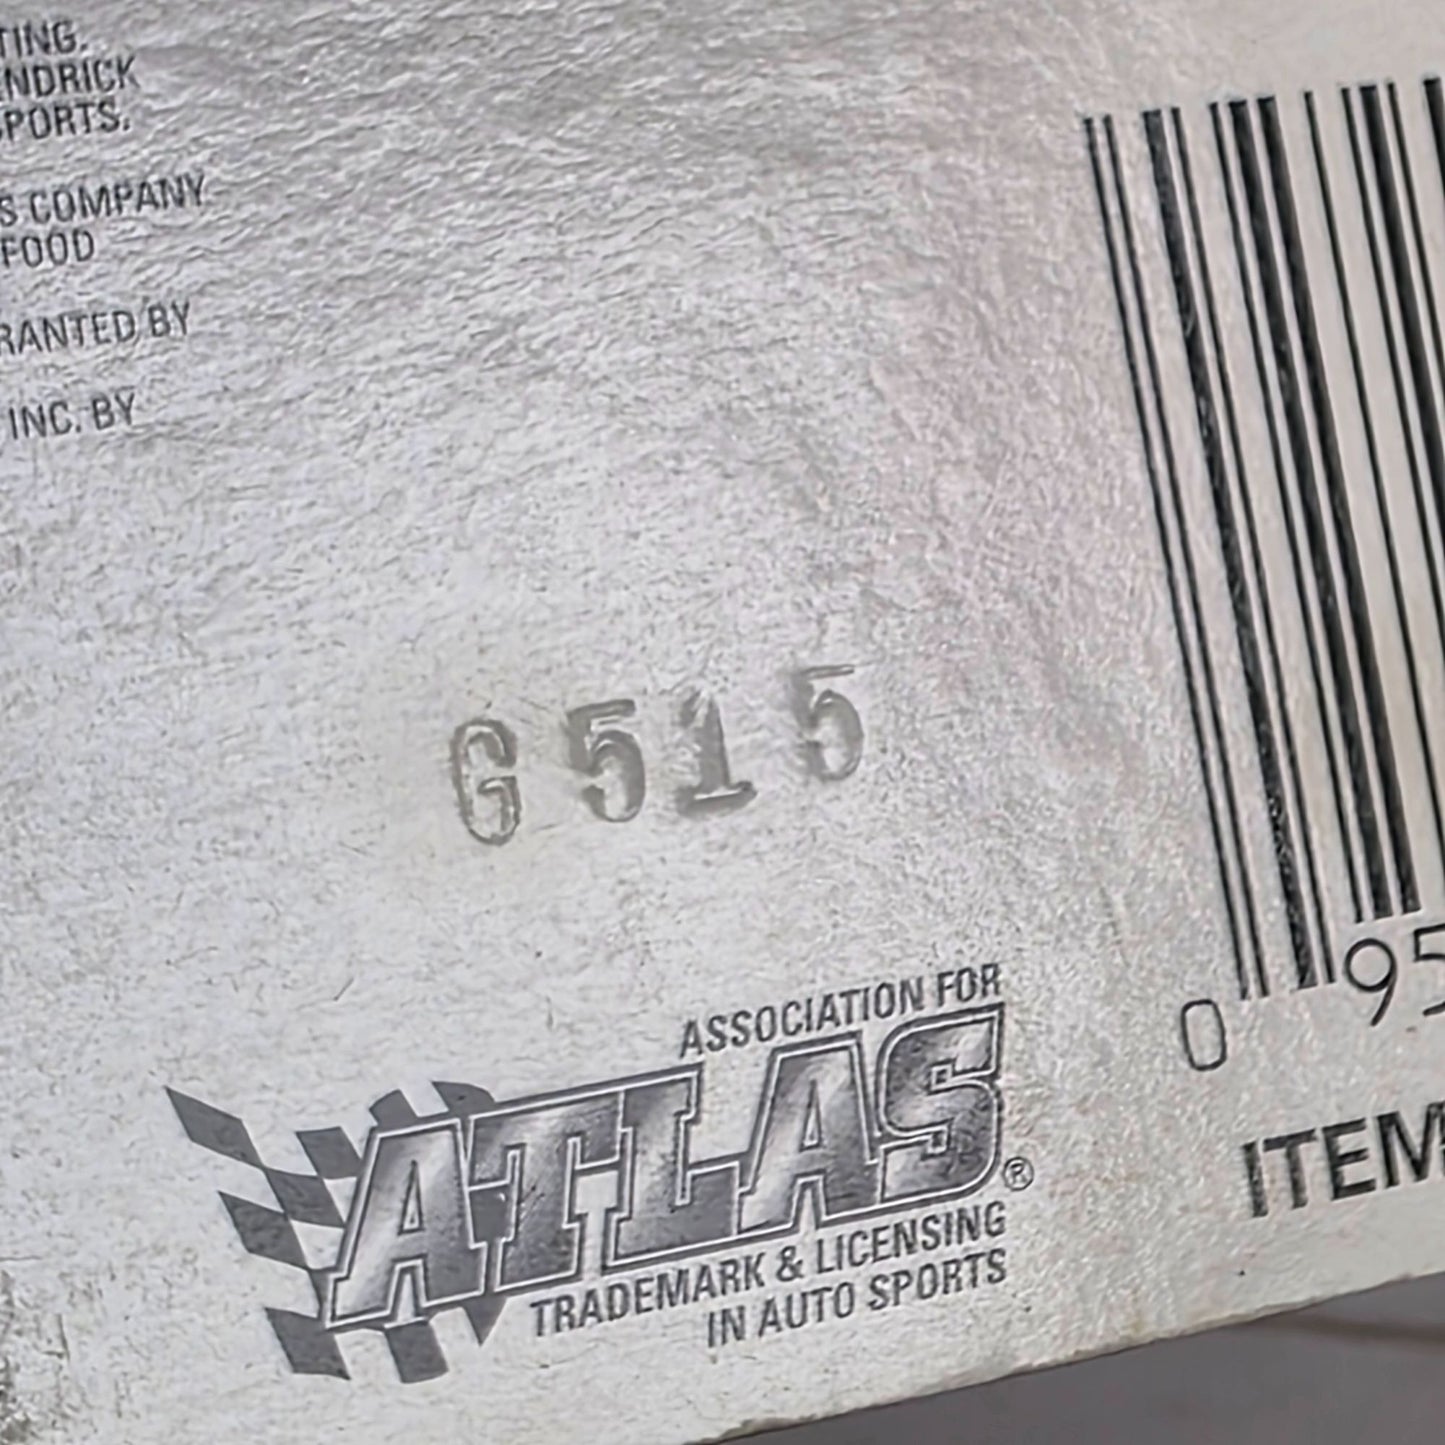 TING.
ENDRICK
SPORTS.
S COMPANY
FOOD
RANTED BY
INC. BY
G515
ASSOCIATION FOR
ATLAS®
TRADEMARK & LICENSING
IN AUTO SPORTS
0 95
ITEM